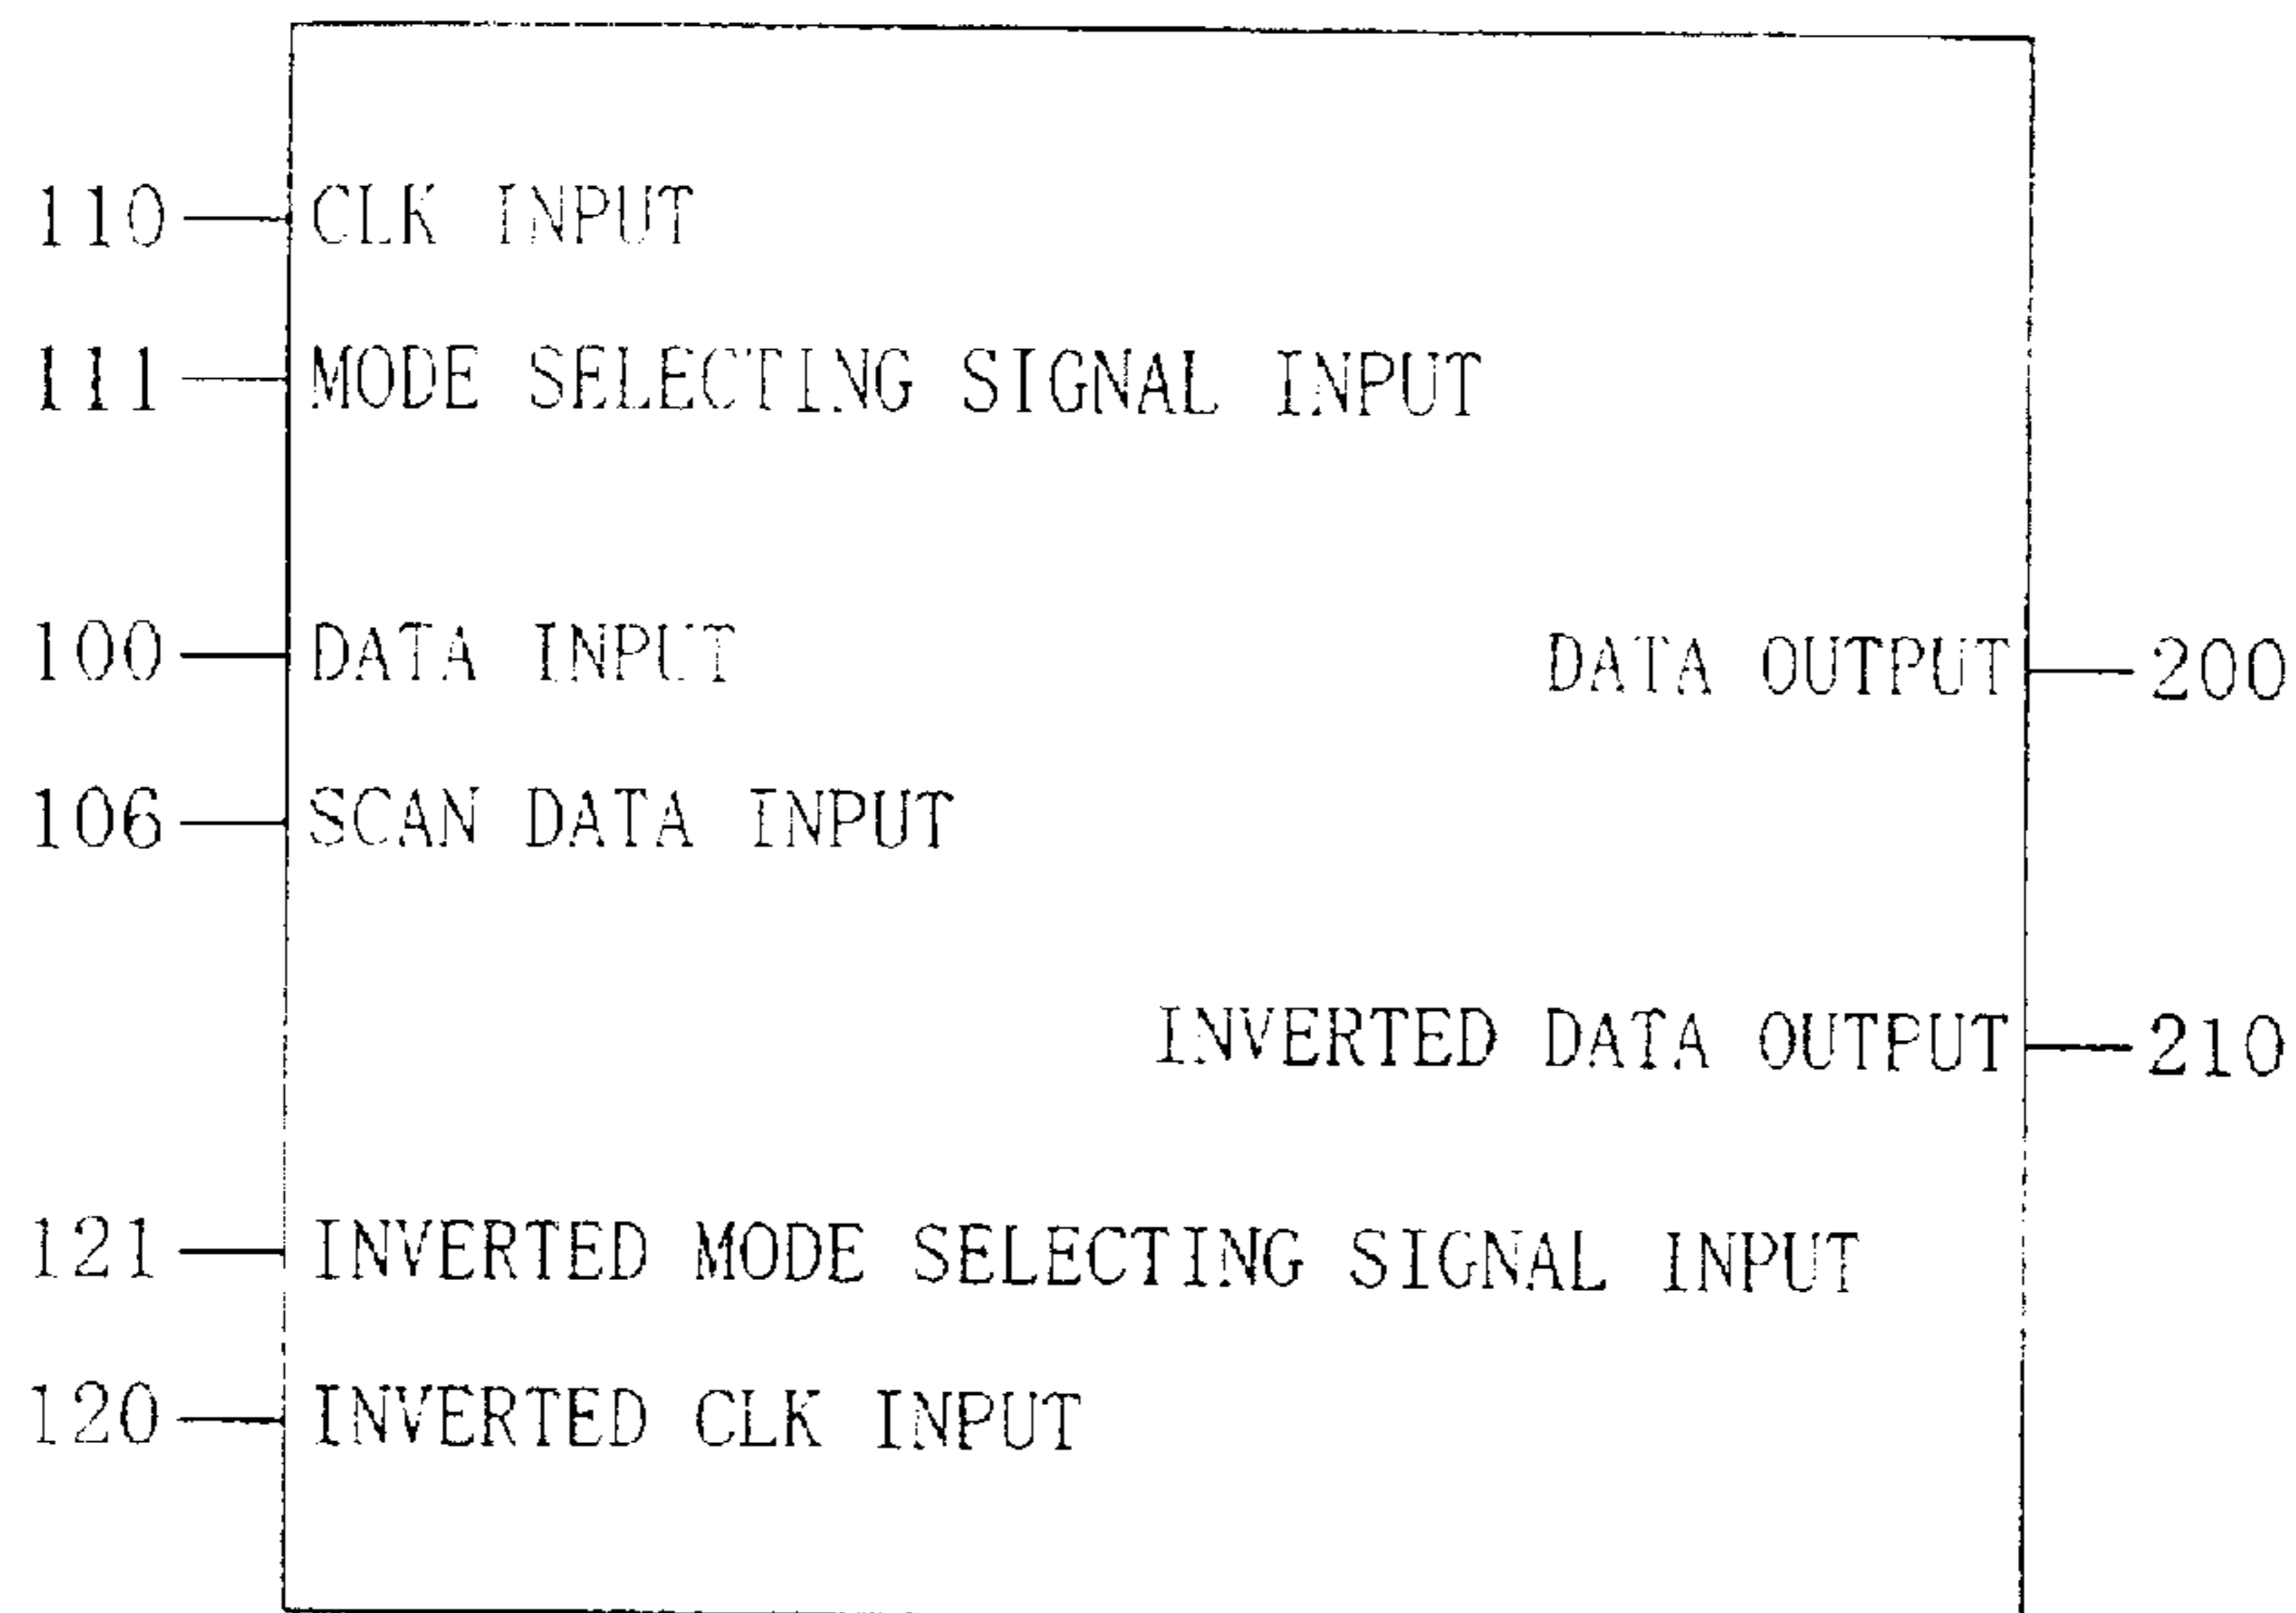 110 CLK INPUT
111 MODE SELECTING SIGNAL INPUT
100 DATA INPUT DATA OUTPUT 200
106 SCAN DATA INPUT
INVERTED DATA OUTPUT 210
121 INVERTED MODE SELECTING SIGNAL INPUT
120 INVERTED CLK INPUT